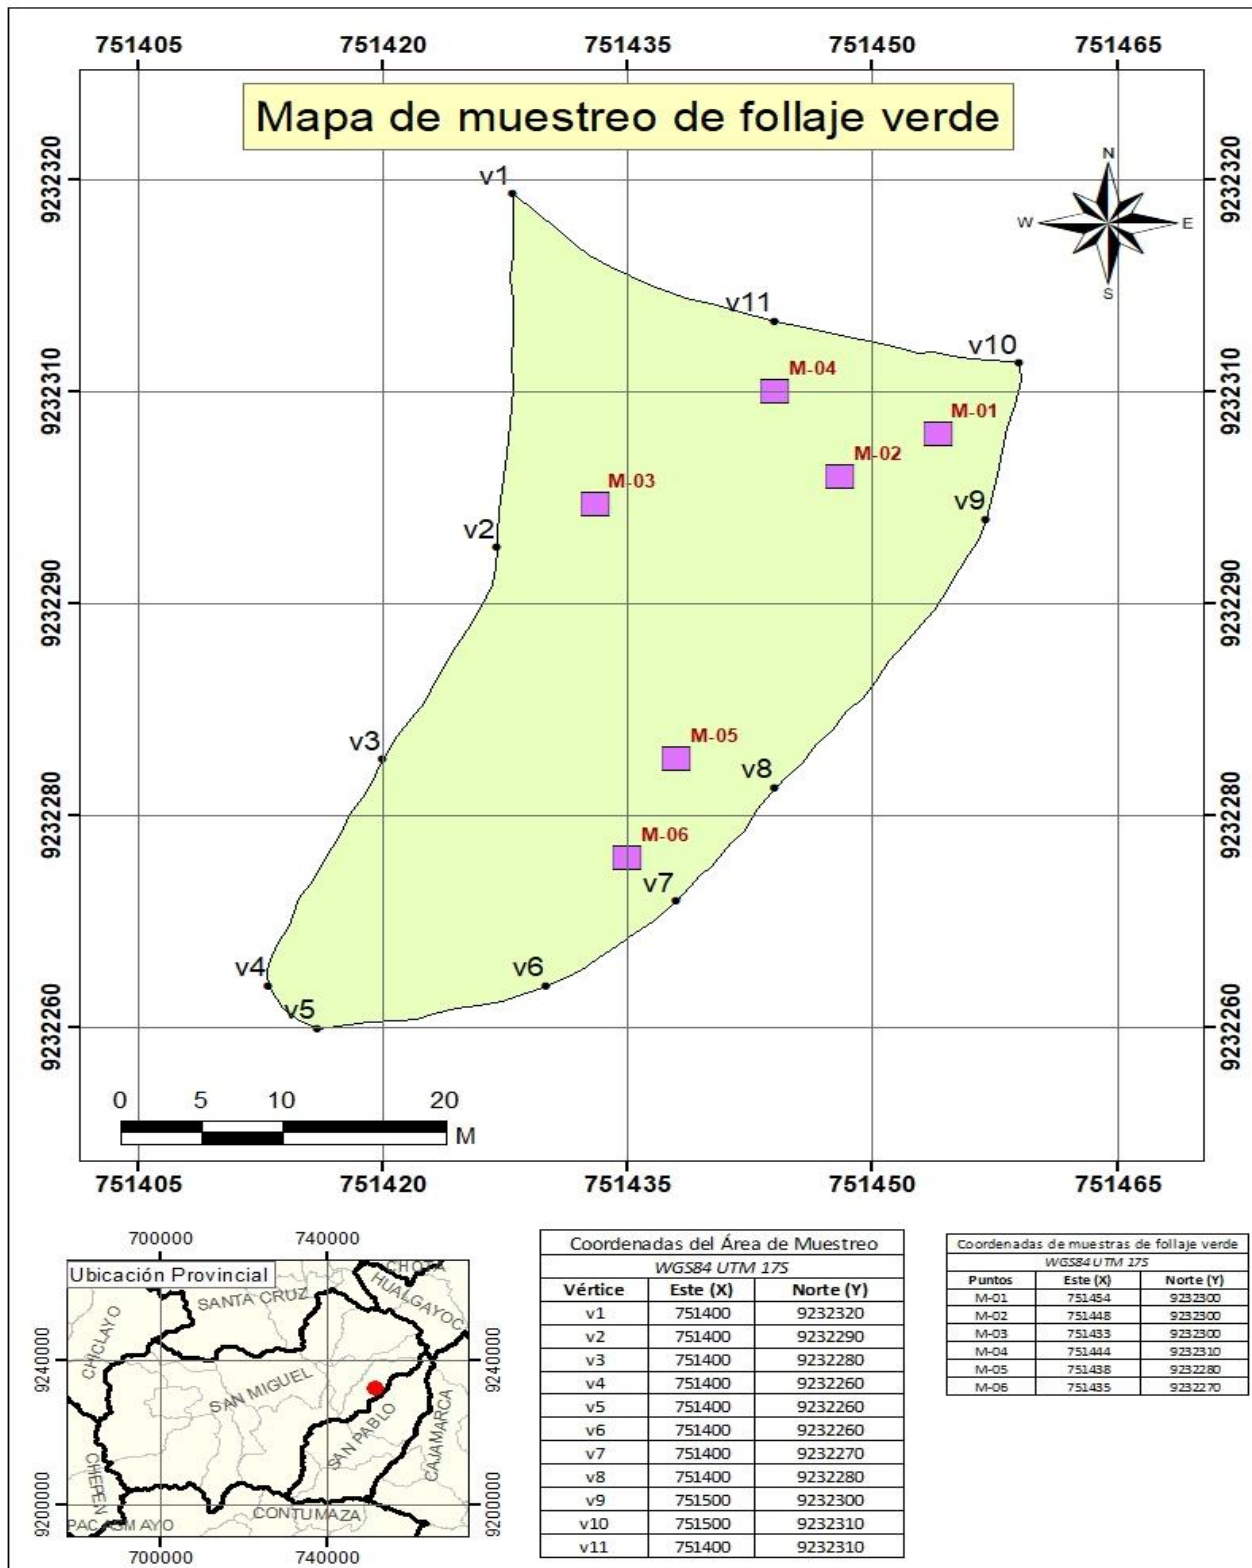 751405 751420 751435 751450 751465
Mapa de muestreo de follaje verde
9232320 9232320
v1
N
W E
S
v11
v10
9232310 9232310
M-04
M-01
M-02
M-03
v9
v2
9232290 9232290
v3
M-05
v8
9232280 9232280
M-06
v7
v4
v6
v5
9232260 9232260
0 5 10 20
M
751405 751420 751435 751450 751465
700000 740000
Ubicación Provincial
CHOTA
HUALGAYOC
SANTA CRUZ
CHICLAYO
9240000 9240000
SAN MIGUEL
SAN PABLO
CAJAMARCA
CHEPEN
9200000 9200000
CONTUMAZA
PACASMAYO
700000 740000
Coordenadas del Área de Muestreo
WGS84 UTM 17S
Vértice Este (X) Norte (Y)
v1 751400 9232320
v2 751400 9232290
v3 751400 9232280
v4 751400 9232260
v5 751400 9232260
v6 751400 9232260
v7 751400 9232270
v8 751400 9232280
v9 751500 9232300
v10 751500 9232310
v11 751400 9232310
Coordenadas de muestras de follaje verde
WGS84 UTM 17S
Puntos Este (X) Norte (Y)
M-01 751454 9232300
M-02 751448 9232300
M-03 751433 9232300
M-04 751444 9232310
M-05 751438 9232280
M-06 751435 9232270